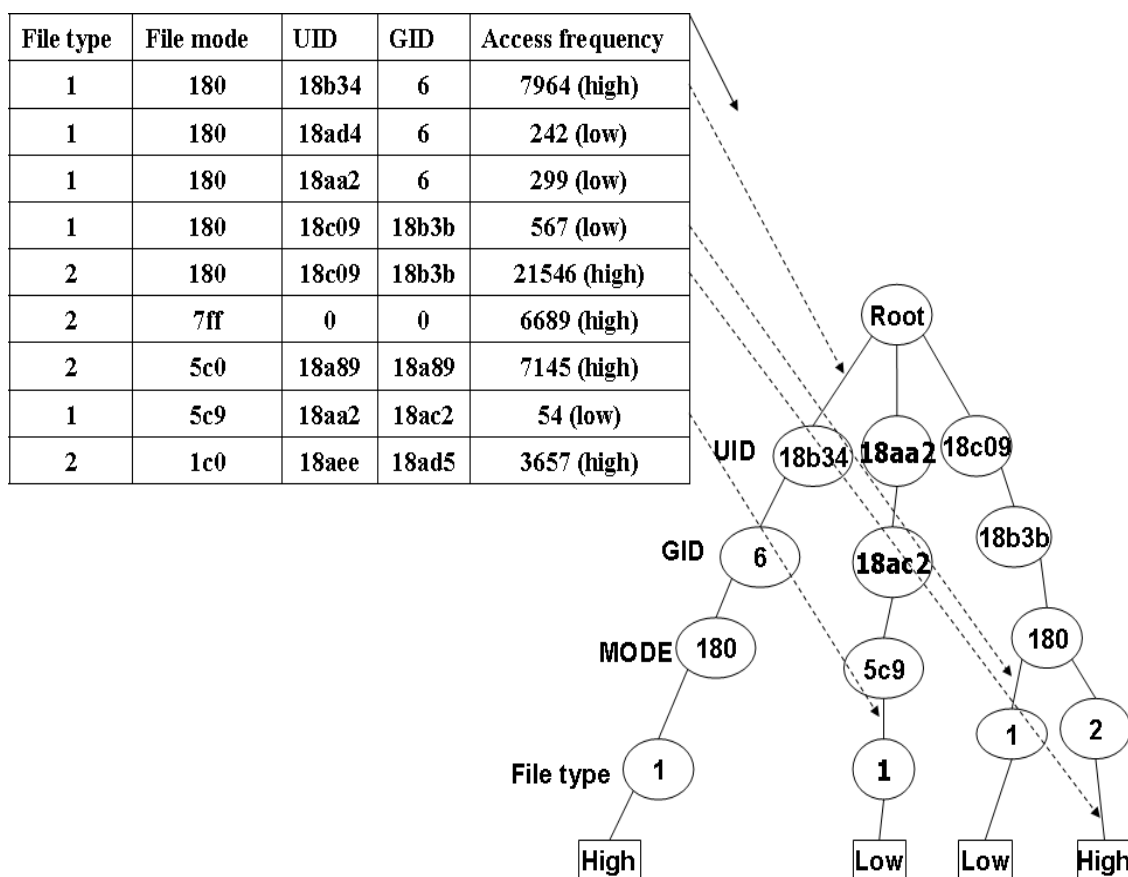 File type File mode UID GID Access frequency
1 180 18b34 6 7964 (high)
1 180 18ad4 6 242 (low)
1 180 18aa2 6 299 (low)
1 180 18c09 18b3b 567 (low)
2 180 18c09 18b3b 21546 (high)
2 7ff 0 0 6689 (high)
2 5c0 18a89 18a89 7145 (high)
1 5c9 18aa2 18ac2 54 (low)
2 1c0 18aee 18ad5 3657 (high)
Root
UID 18b34 18aa2 18c09
18b3b
GID 6 18ac2
MODE 180 5c9 180
1 2
File type 1 1
High Low Low High